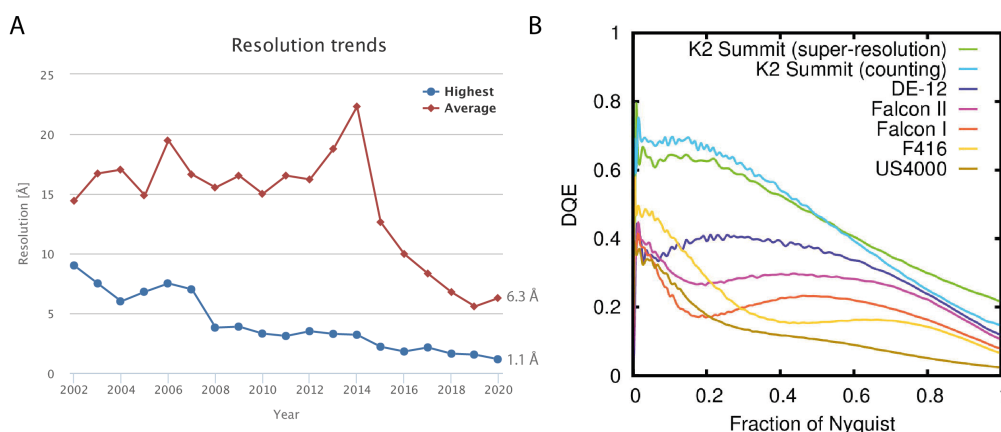 A
Resolution trends
25
20
15
10
5
0
Resolution [Å]
Highest
Average
6.3 Å
1.1 Å
2002 2004 2006 2008 2010 2012 2014 2016 2018 2020
Year
B
1
0.8
0.6
0.4
0.2
0
DQE
K2 Summit (super-resolution)
K2 Summit (counting)
DE-12
Falcon II
Falcon I
F416
US4000
0 0.2 0.4 0.6 0.8 1
Fraction of Nyquist